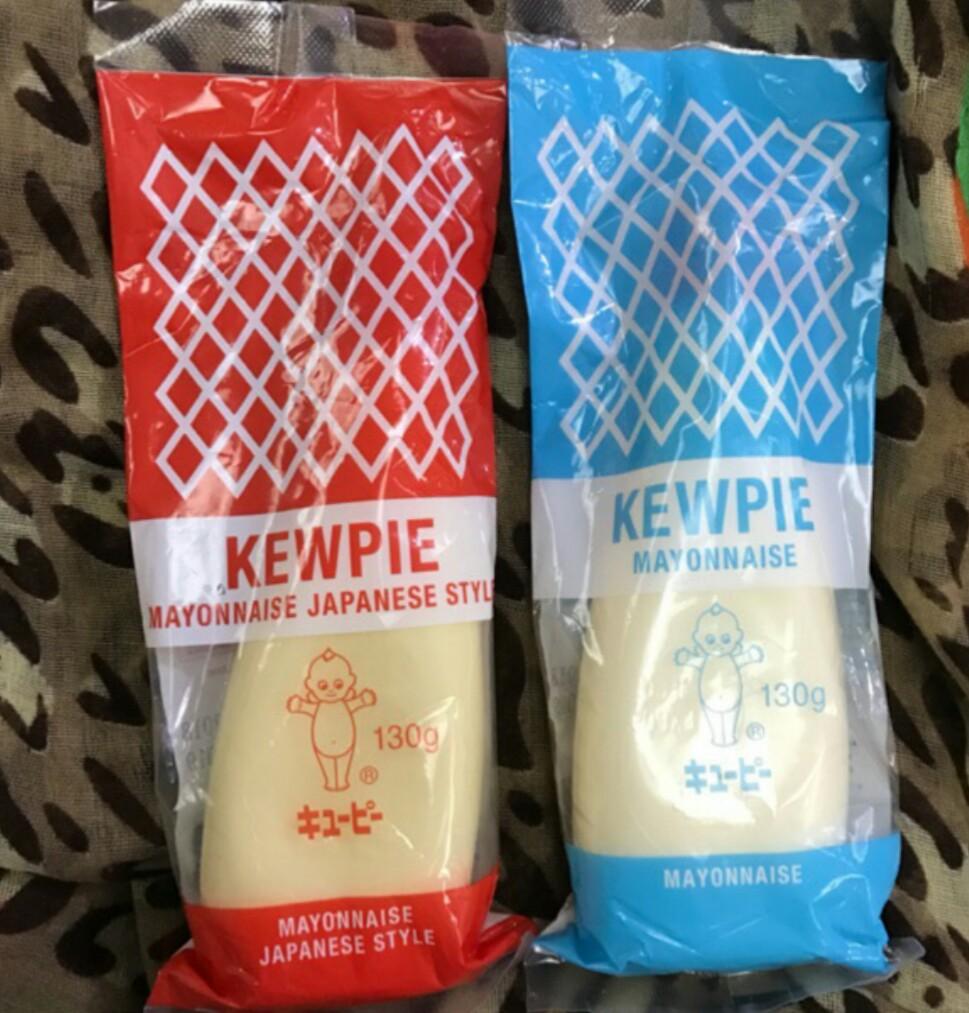 KEWPIE
MAYONNAISE JAPANESE STYLE
130g
®
キユーピー
MAYONNAISE
JAPANESE STYLE
KEWPIE
MAYONNAISE
130g
®
キユーピー
MAYONNAISE